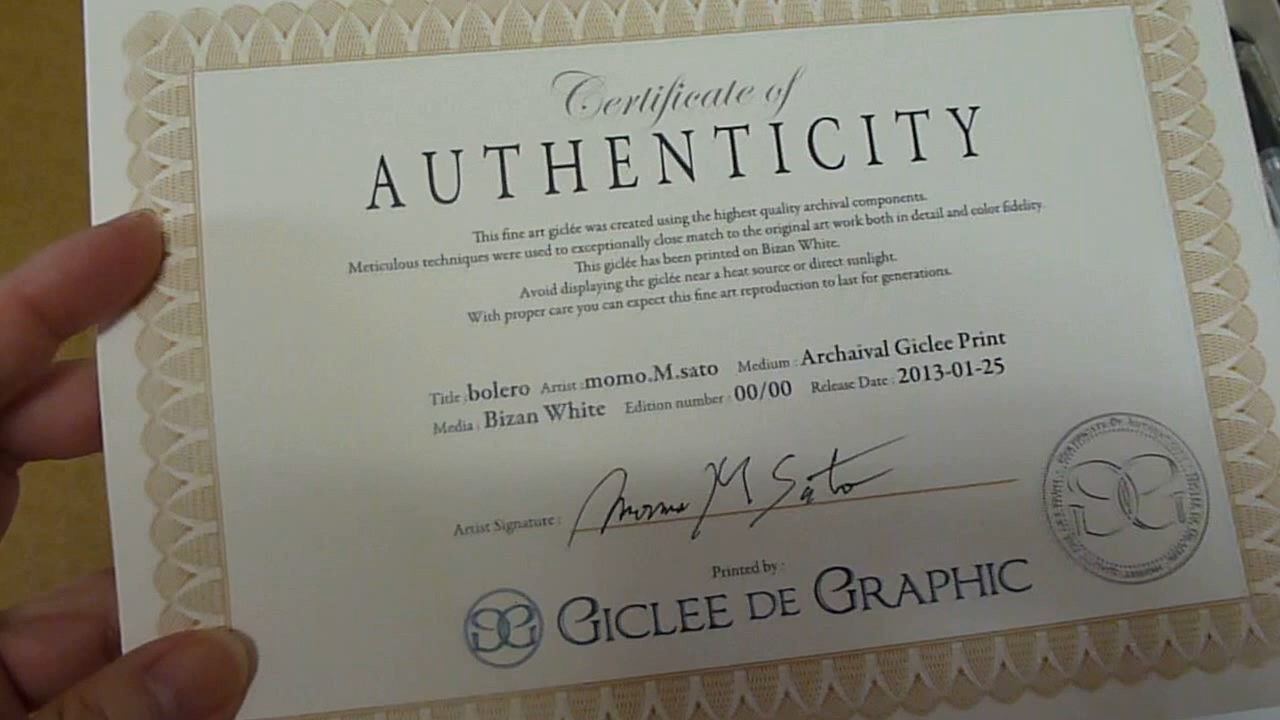 Certificate of
AUTHENTICITY
This fine art giclée was created using the highest quality archival components.
Meticulous techniques were used to exceptionally close match to the original art work both in detail and color fidelity.
This giclée has been printed on Bizan White.
Avoid displaying the giclée near a heat source or direct sunlight.
With proper care you can expect this fine art reproduction to last for generations.
Title : bolero Artist : momo.M.sato Medium : Archaival Giclee Print
Media : Bizan White Edition number : 00/00 Release Date : 2013-01-25
Artist Signature : Momo M Sato
Printed by :
GICLEE DE GRAPHIC